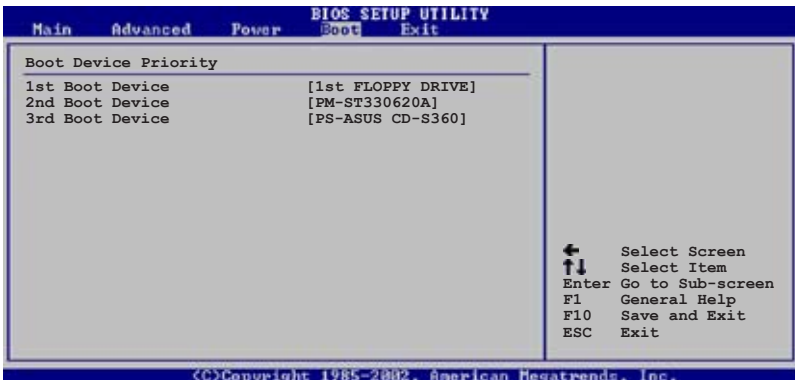 BIOS SETUP UTILITY
Main Advanced Power Boot Exit
Boot Device Priority
1st Boot Device [1st FLOPPY DRIVE]
2nd Boot Device [PM-ST330620A]
3rd Boot Device [PS-ASUS CD-S360]
← Select Screen
↑↓ Select Item
Enter Go to Sub-screen
F1 General Help
F10 Save and Exit
ESC Exit
(C)Copyright 1985-2002, American Megatrends, Inc.